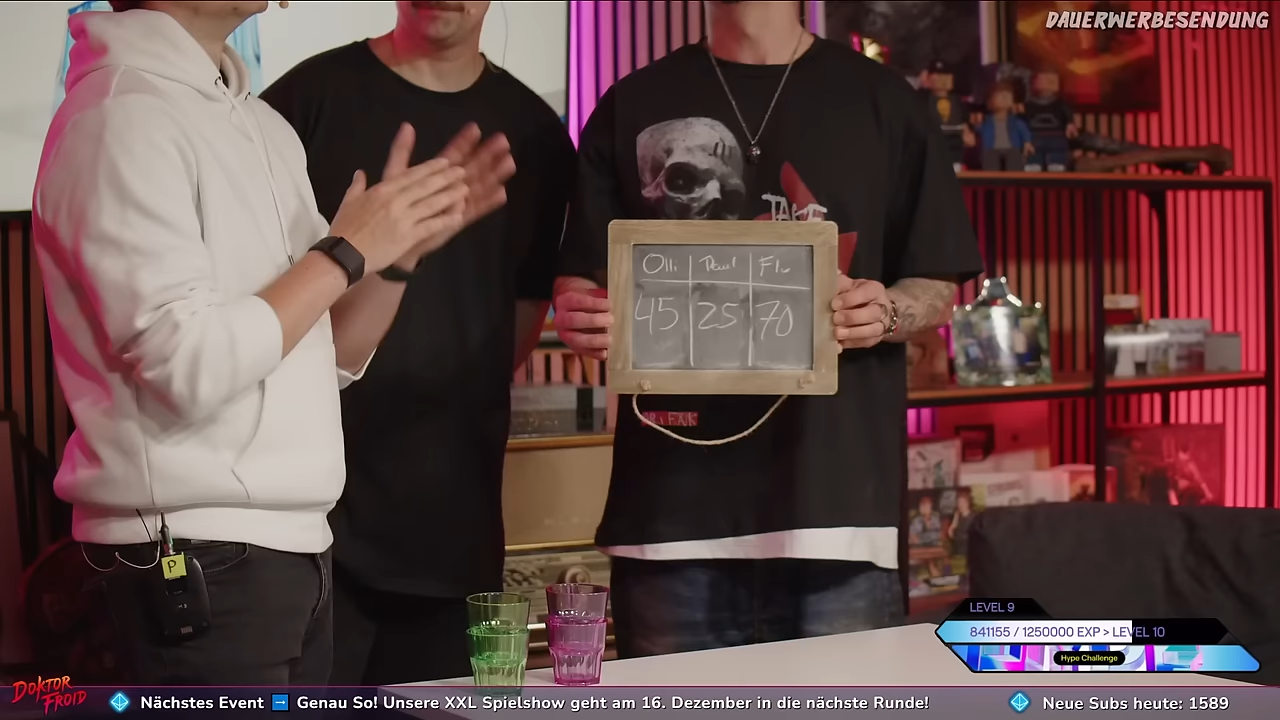 DAUERWERBESENDUNG
TAKE
Olli Paul Flo
45 25 70
P
LEVEL 9
841155 / 1250000 EXP > LEVEL 10
Hype Challenge
DOKTOR
FROID
Nächstes Event → Genau So! Unsere XXL Spielshow geht am 16. Dezember in die nächste Runde!
Neue Subs heute: 1589